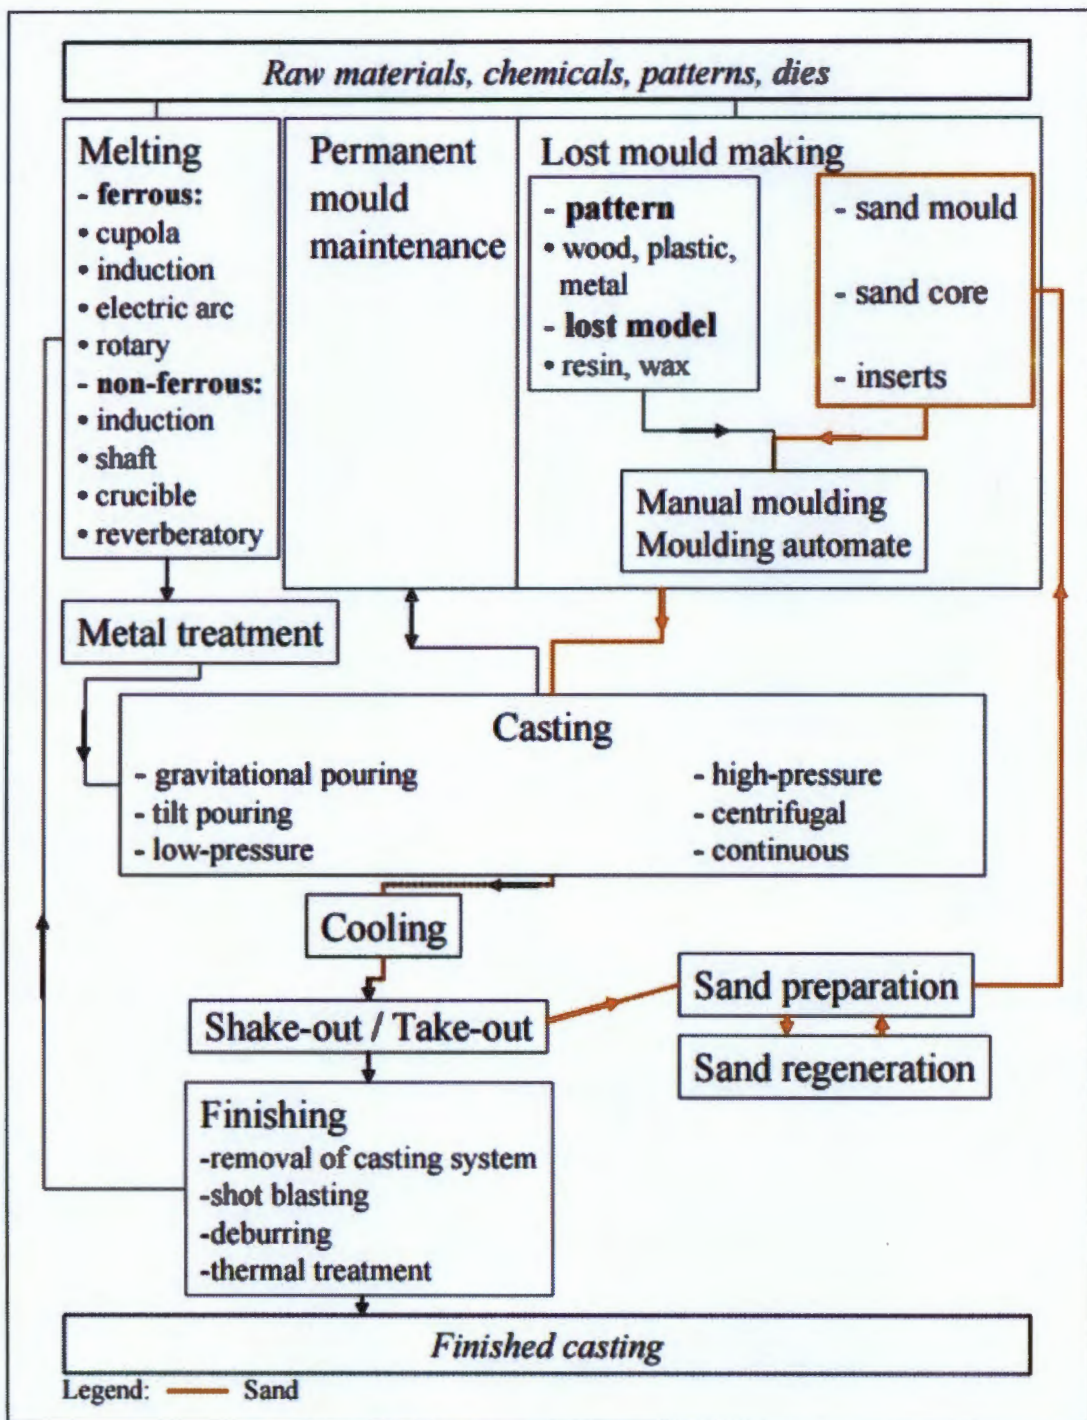 Raw materials, chemicals, patterns, dies
Melting
- ferrous:
• cupola
• induction
• electric arc
• rotary
- non-ferrous:
• induction
• shaft
• crucible
• reverberatory
Permanent
mould
maintenance
Lost mould making
- pattern
• wood, plastic,
metal
- lost model
• resin, wax
- sand mould
- sand core
- inserts
Manual moulding
Moulding automate
Metal treatment
Casting
- gravitational pouring
- tilt pouring
- low-pressure
- high-pressure
- centrifugal
- continuous
Cooling
Shake-out / Take-out
Sand preparation
Sand regeneration
Finishing
-removal of casting system
-shot blasting
-deburring
-thermal treatment
Finished casting
Legend: Sand